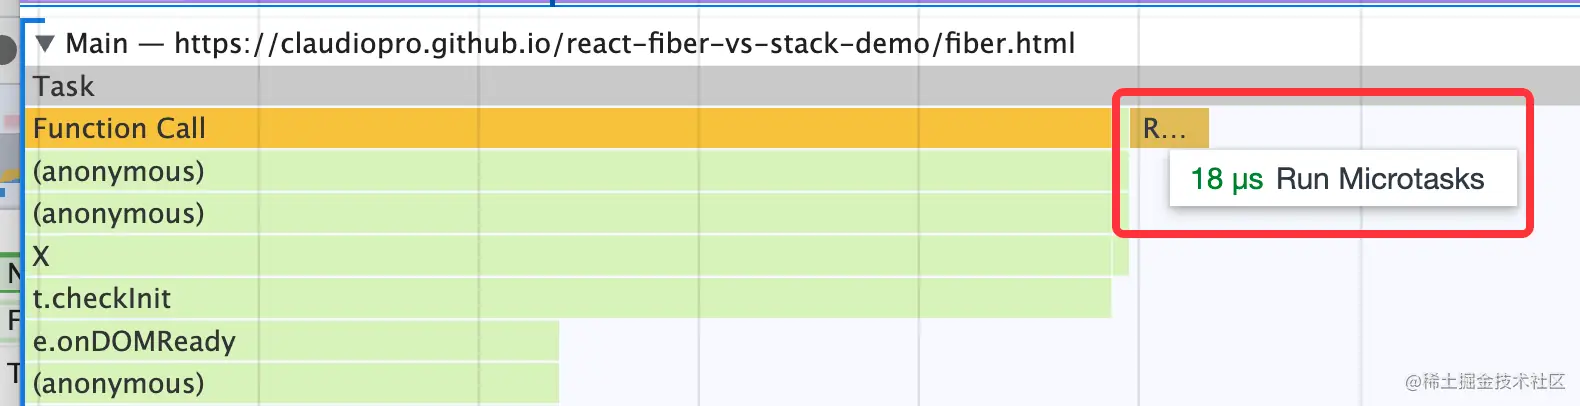 Main — https://claudiopro.github.io/react-fiber-vs-stack-demo/fiber.html
Task
Function Call
R...
(anonymous)
18 μs Run Microtasks
(anonymous)
X
N
t.checkInit
F
e.onDOMReady
T
(anonymous)
@稀土掘金技术社区